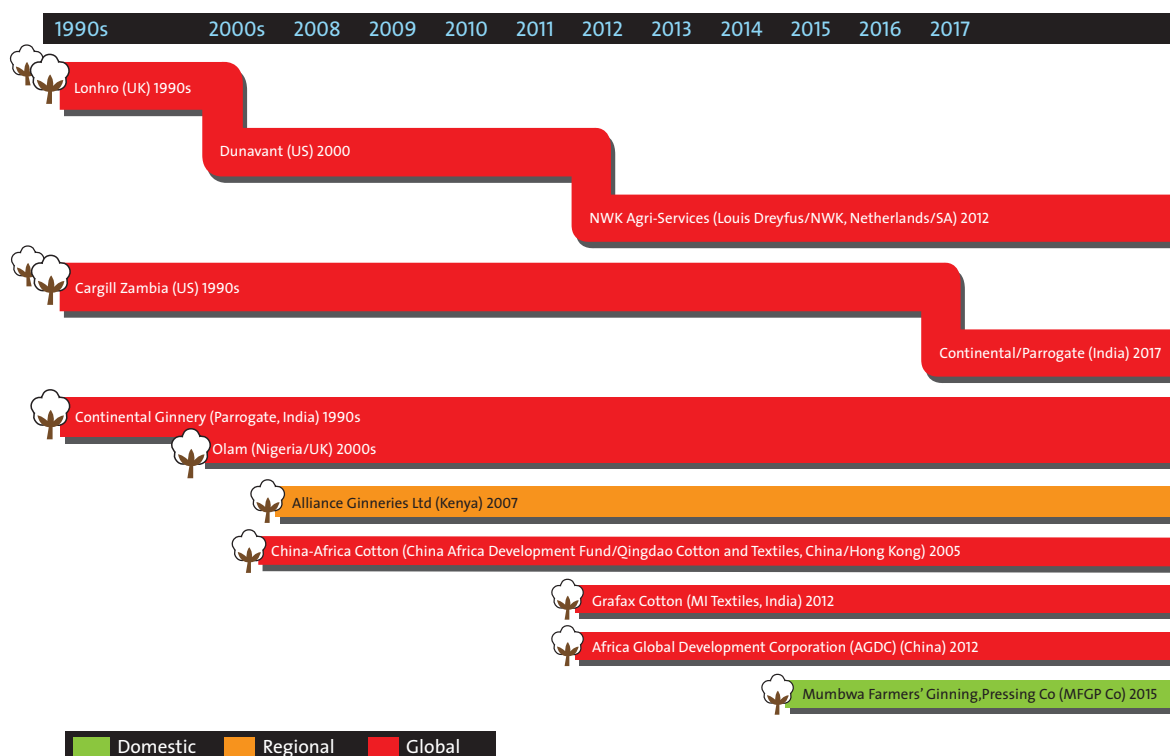 1990s 2000s 2008 2009 2010 2011 2012 2013 2014 2015 2016 2017
Lonhro (UK) 1990s
Dunavant (US) 2000
NWK Agri-Services (Louis Dreyfus/NWK, Netherlands/SA) 2012
Cargill Zambia (US) 1990s
Continental/Parrogate (India) 2017
Continental Ginnery (Parrogate, India) 1990s
Olam (Nigeria/UK) 2000s
Alliance Ginneries Ltd (Kenya) 2007
China-Africa Cotton (China Africa Development Fund/Qingdao Cotton and Textiles, China/Hong Kong) 2005
Grafax Cotton (MI Textiles, India) 2012
Africa Global Development Corporation (AGDC) (China) 2012
Mumbwa Farmers' Ginning,Pressing Co (MFGP Co) 2015
Domestic Regional Global